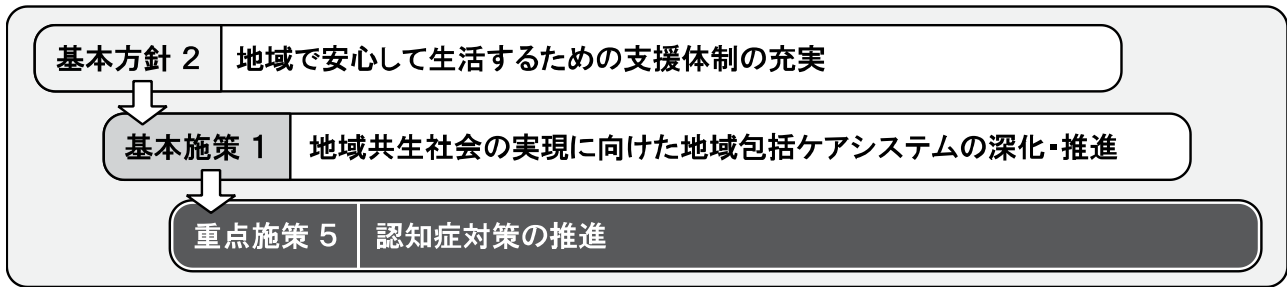 基本方針 2 地域で安心して生活するための支援体制の充実
基本施策 1 地域共生社会の実現に向けた地域包括ケアシステムの深化・推進
重点施策 5 認知症対策の推進